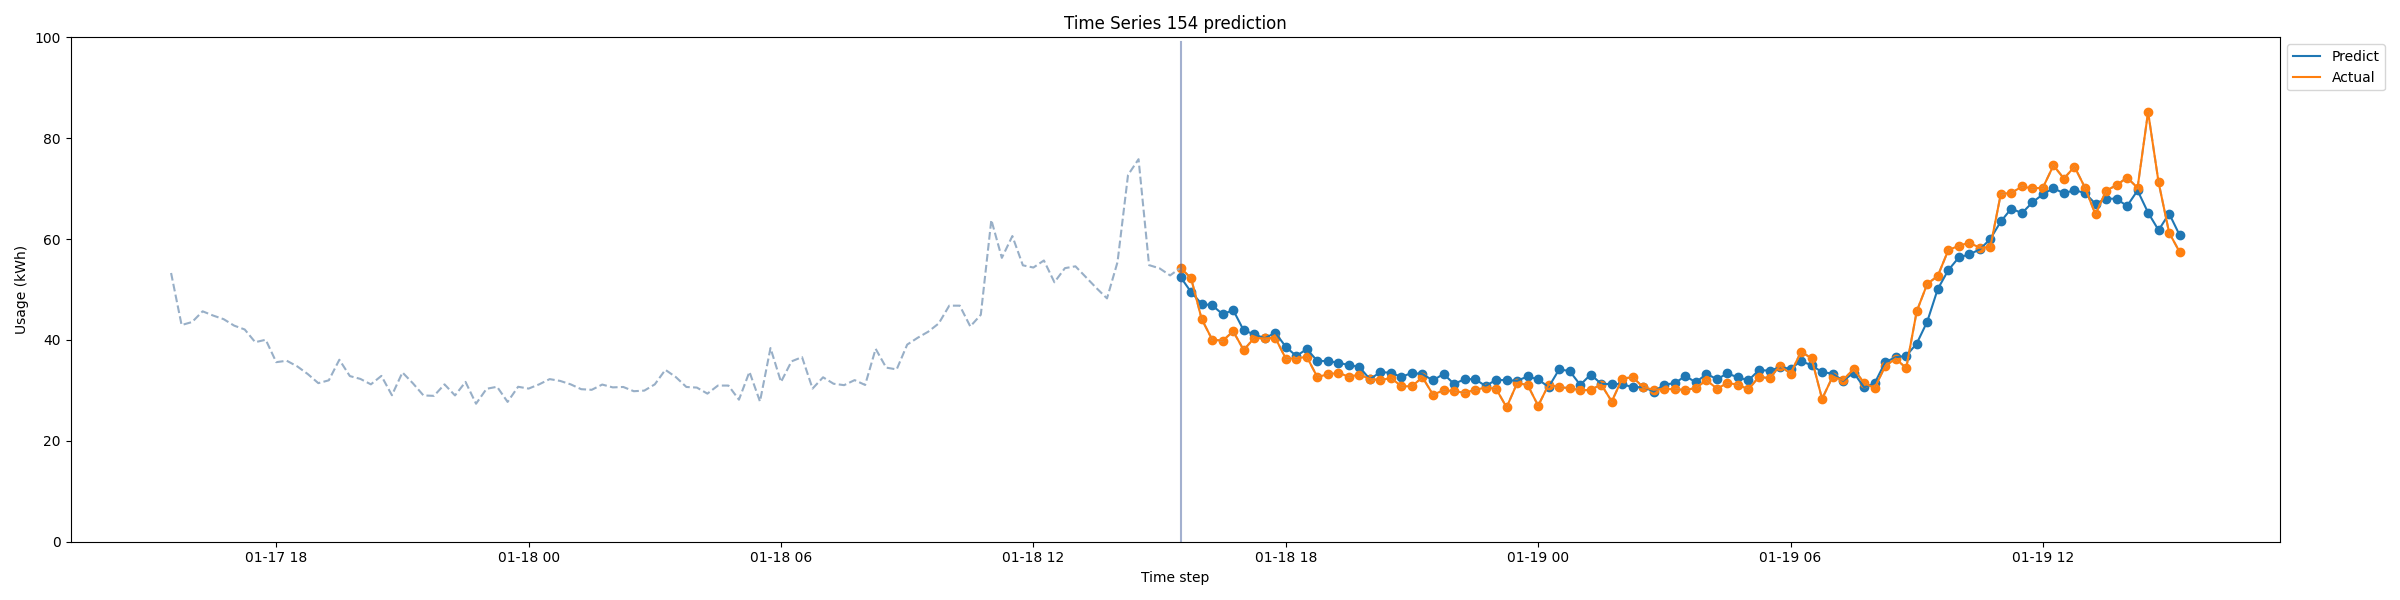 Time Series 154 prediction
100
80
60
40
20
0
Usage (kWh)
01-17 18
01-18 00
01-18 06
01-18 12
01-18 18
01-19 00
01-19 06
01-19 12
Time step
Predict
Actual